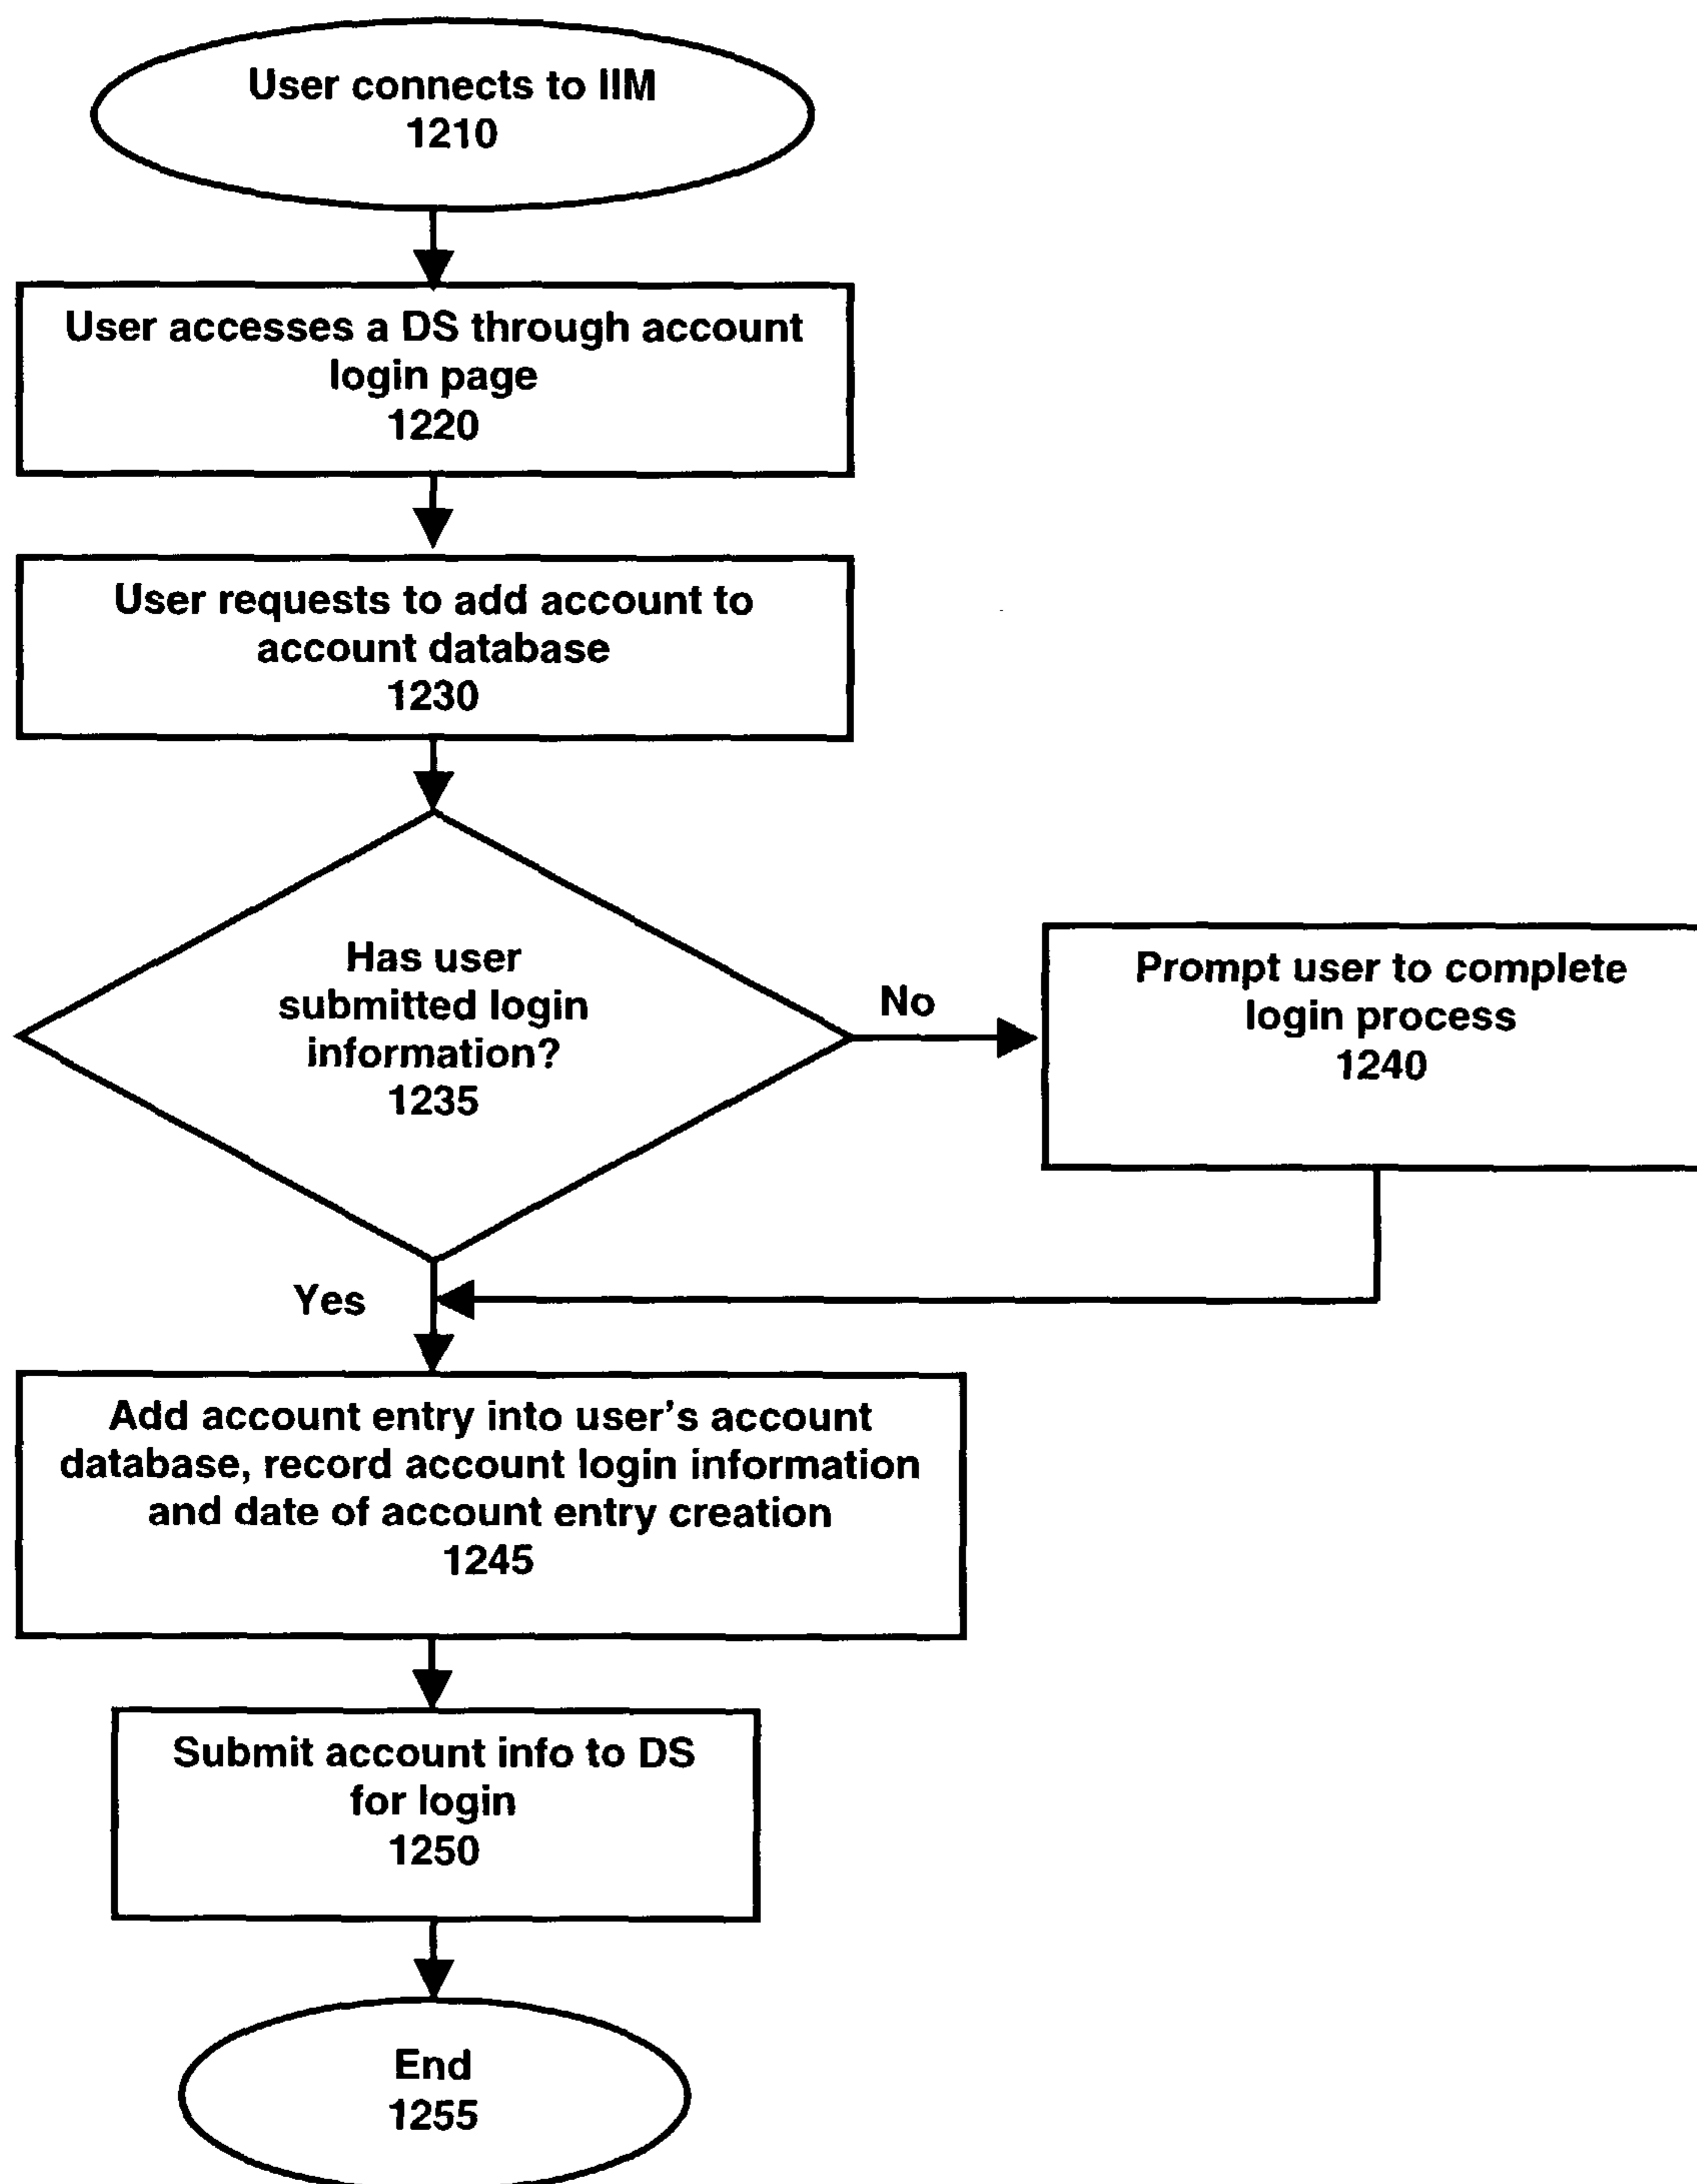 User connects to IIM
1210
User accesses a DS through account
login page
1220
User requests to add account to
account database
1230
Has user
submitted login
information?
1235
No
Prompt user to complete
login process
1240
Yes
Add account entry into user's account
database, record account login information
and date of account entry creation
1245
Submit account info to DS
for login
1250
End
1255